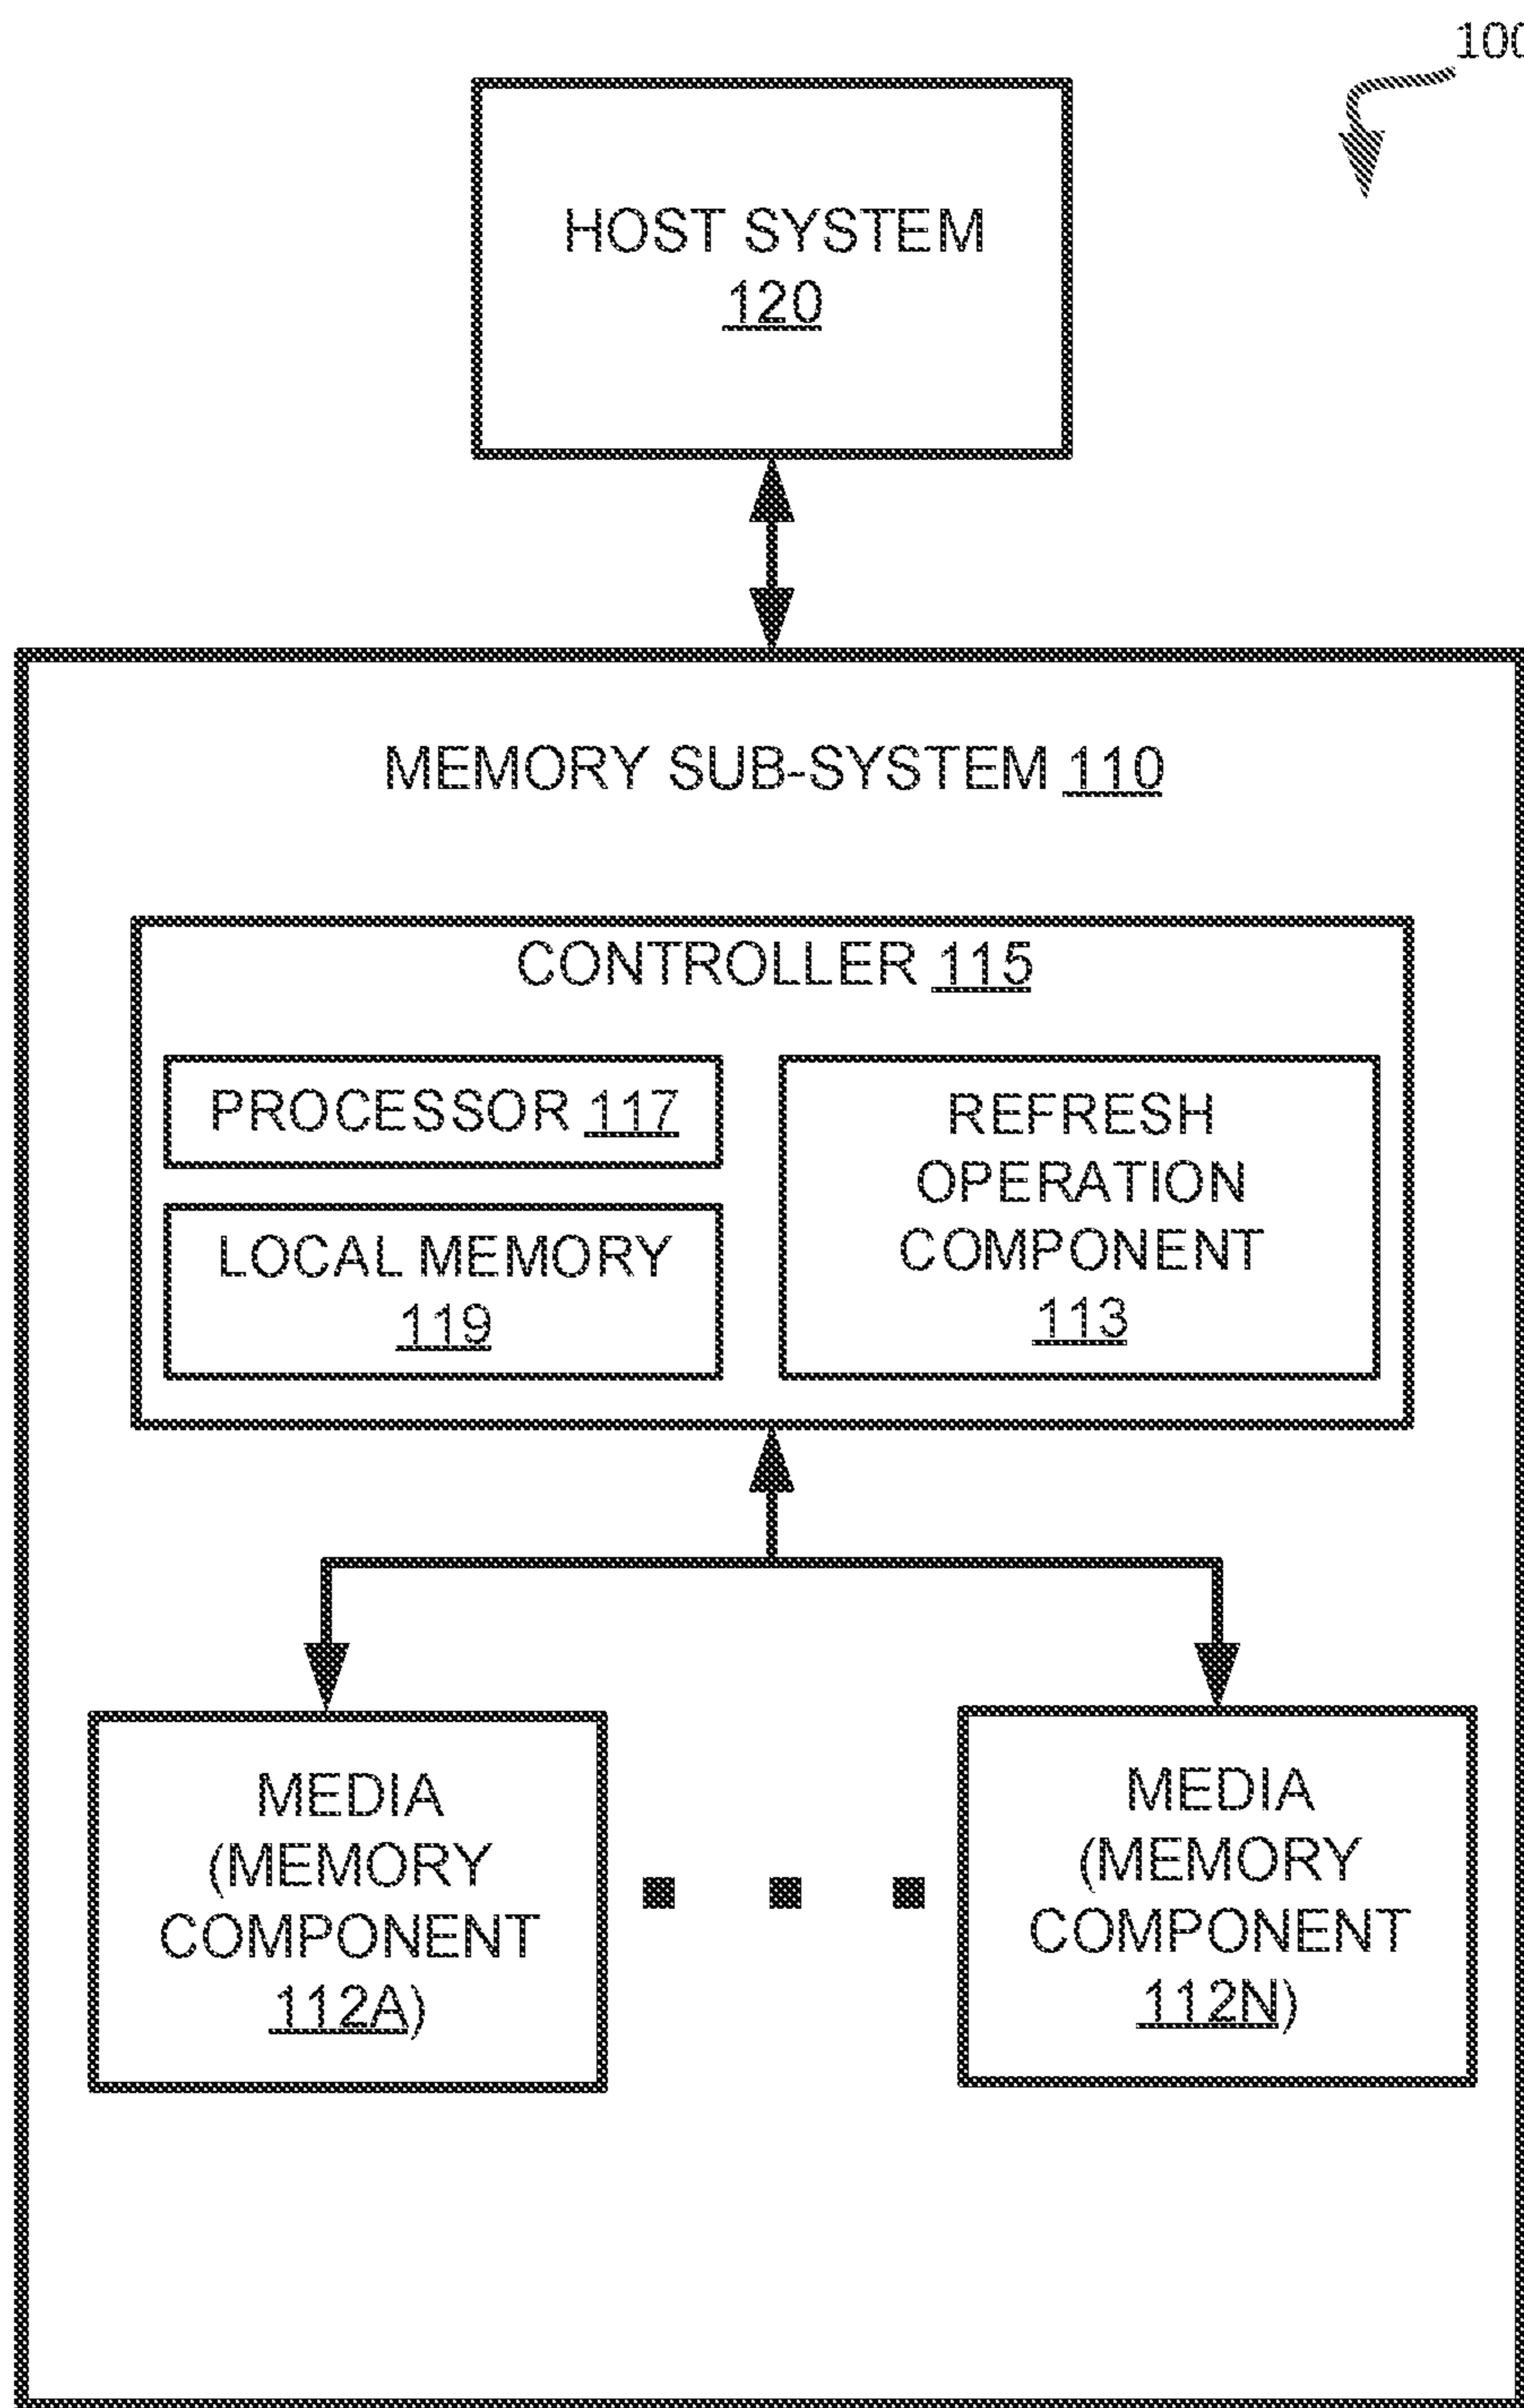 100
HOST SYSTEM
120
MEMORY SUB-SYSTEM 110
CONTROLLER 115
PROCESSOR 117
LOCAL MEMORY
119
REFRESH
OPERATION
COMPONENT
113
MEDIA
(MEMORY
COMPONENT
112A)
MEDIA
(MEMORY
COMPONENT
112N)